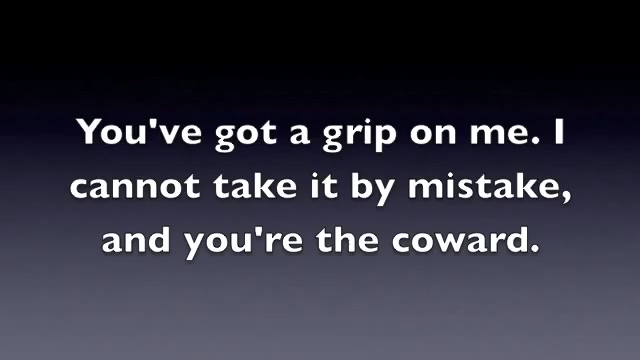 You've got a grip on me. I
cannot take it by mistake,
and you're the coward.